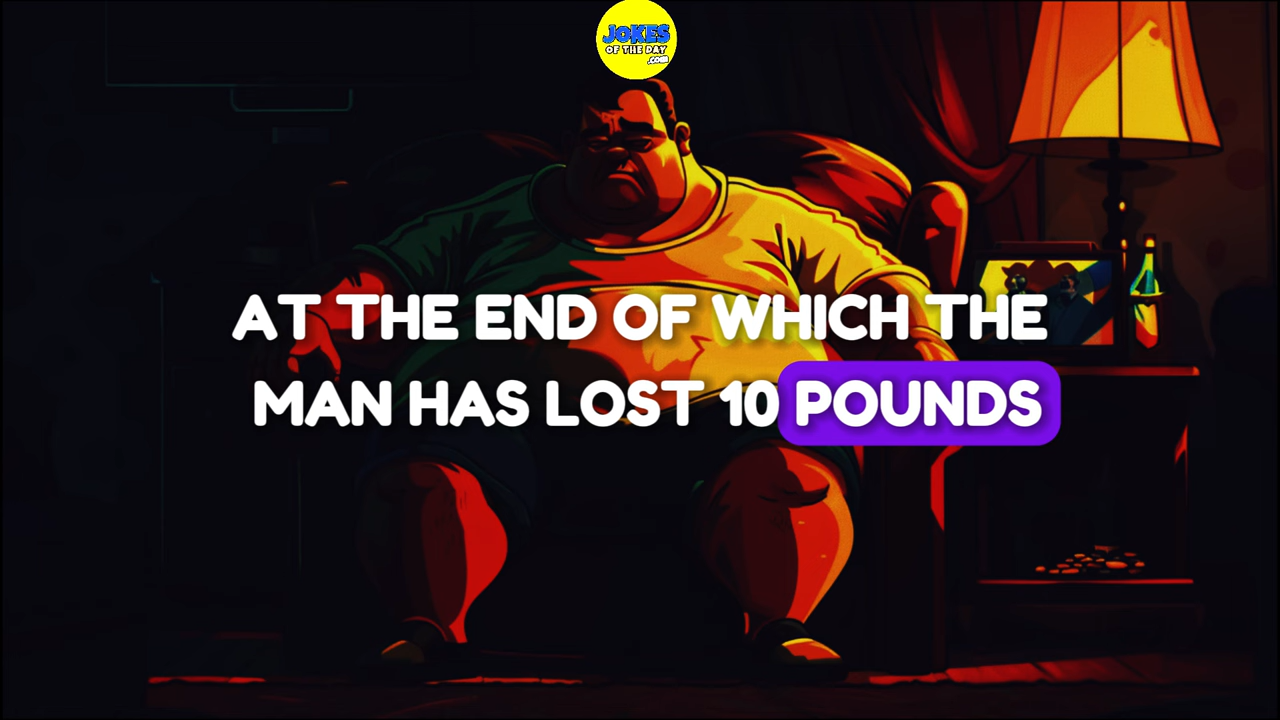 JOKES
OF THE DAY
.com
AT THE END OF WHICH THE
MAN HAS LOST 10 POUNDS